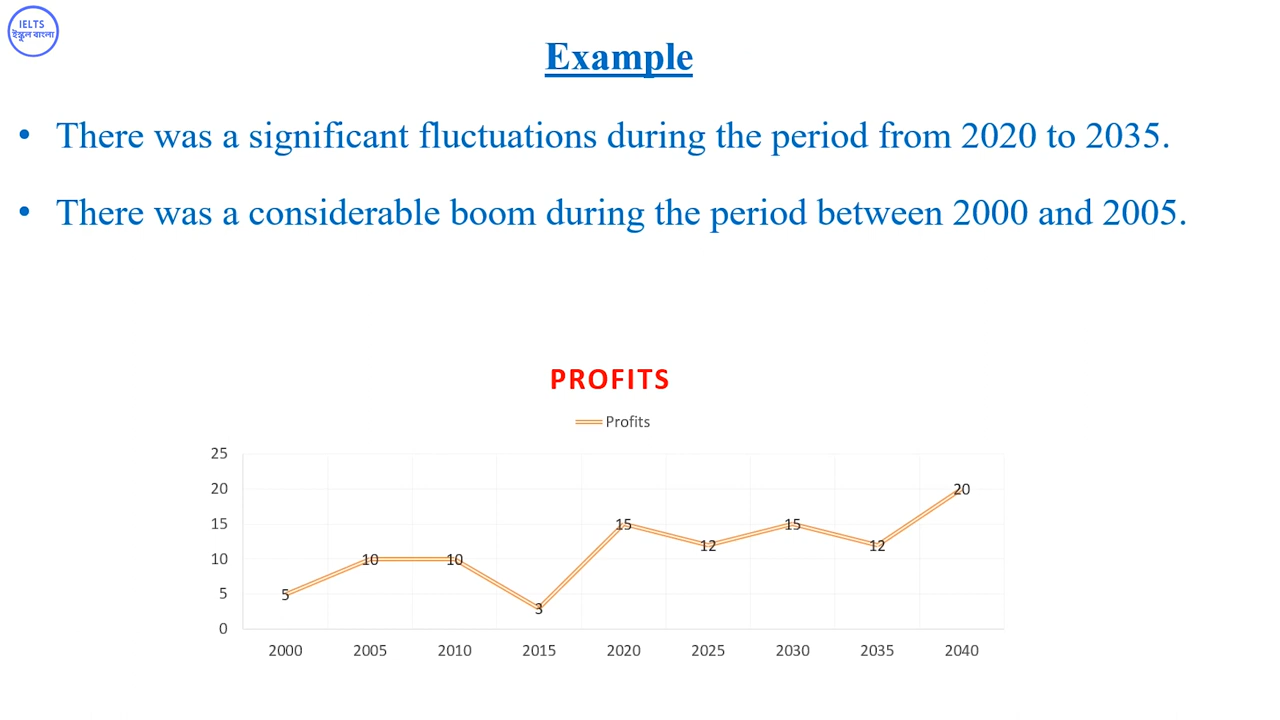 IELTS
ইস্কুল বাংলা
Example
• There was a significant fluctuations during the period from 2020 to 2035.
• There was a considerable boom during the period between 2000 and 2005.
PROFITS
Profits
25
20
15
10
5
0
5
10
10
3
15
12
15
12
20
2000 2005 2010 2015 2020 2025 2030 2035 2040